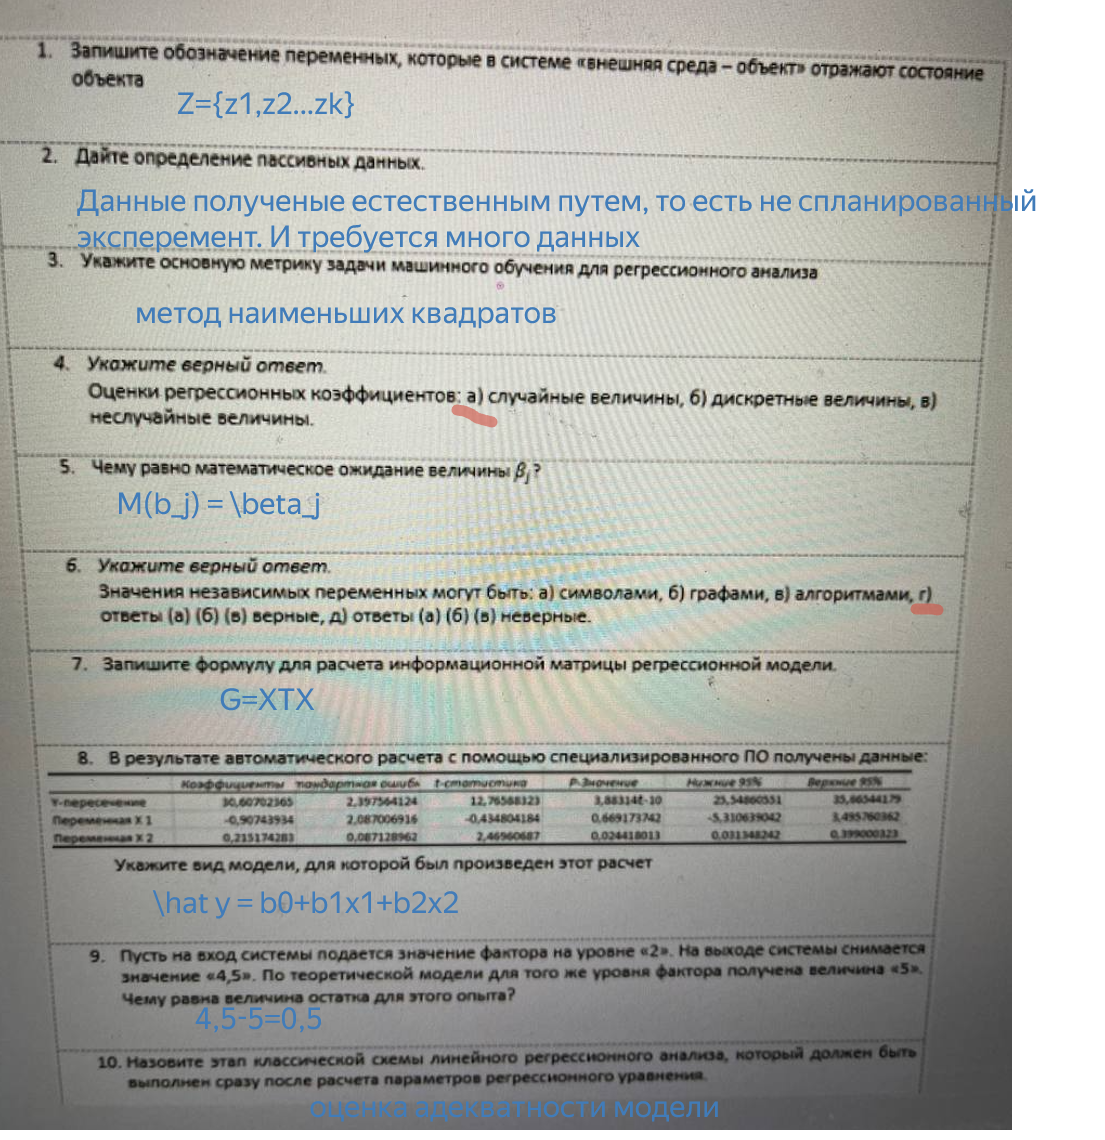 1. Запишите обозначение переменных, которые в системе «внешняя среда – объект» отражают состояние
объекта
Z={z1,z2...zk}
2. Дайте определение пассивных данных.
Данные полученые естественным путем, то есть не спланированный
эксперемент. И требуется много данных
3. Укажите основную метрику задачи машинного обучения для регрессионного анализа
метод наименьших квадратов
4. Укажите верный ответ.
Оценки регрессионных коэффициентов: а) случайные величины, б) дискретные величины, в)
неслучайные величины.
5. Чему равно математическое ожидание величины βj?
M(b_j) = \beta_j
6. Укажите верный ответ.
Значения независимых переменных могут быть: а) символами, б) графами, в) алгоритмами, г)
ответы (а) (б) (в) верные, д) ответы (а) (б) (в) неверные.
7. Запишите формулу для расчета информационной матрицы регрессионной модели.
G=XTX
8. В результате автоматического расчета с помощью специализированного ПО получены данные:
Коэффициенты тандартная ошибк t-статистика P-Значение Нижние 95% Верхние 95%
Y-пересечение 30,60702365 2,397564124 12,76588323 3,88314E-10 25,54860551 35,66544179
Переменная X 1 -0,90743934 2,087006916 -0,434804184 0,669173742 -5,310639042 3,495760362
Переменная X 2 0,215174283 0,087128962 2,46960687 0,024418013 0,031348242 0,399000323
Укажите вид модели, для которой был произведен этот расчет
\hat y = b0+b1x1+b2x2
9. Пусть на вход системы подается значение фактора на уровне «2». На выходе системы снимается
значение «4,5». По теоретической модели для того же уровня фактора получена величина «5».
Чему равна величина остатка для этого опыта?
4,5-5=0,5
10. Назовите этап классической схемы линейного регрессионного анализа, который должен быть
выполнен сразу после расчета параметров регрессионного уравнения.
оценка адекватности модели